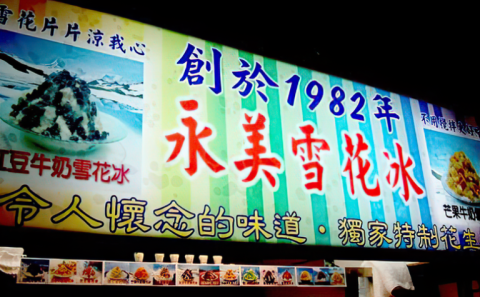 雪花片片涼我心
創於1982年
永美雪花冰
紅豆牛奶雪花冰
芒果牛奶
令人懷念的味道．獨家特制花生